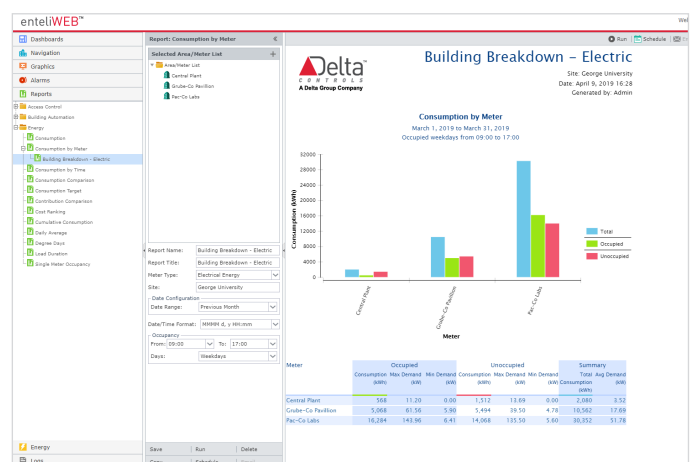 enteliWEB™
Wel
Dashboards
Navigation
Graphics
Alarms
Reports
Access Control
Building Automation
Energy
Consumption
Consumption by Meter
Building Breakdown - Electric
Consumption by Time
Consumption Comparison
Consumption Target
Contribution Comparison
Cost Ranking
Cumulative Consumption
Daily Average
Degree Days
Load Duration
Single Meter Occupancy
Energy
Logs
Report: Consumption by Meter «
Selected Area/Meter List +
Area/Meter List
Central Plant
Grube-Co Pavilion
Pac-Co Labs
Report Name: Building Breakdown - Electric
Report Title: Building Breakdown - Electric
Meter Type: Electrical Energy
Site: George University
Date Configuration
Date Range: Previous Month
Date/Time Format: MMMM d, y HH:mm
Occupancy
From: 09:00 To: 17:00
Days: Weekdays
Save Run Delete
Copy Schedule
Run Schedule
Delta™
CONTROLS
A Delta Group Company
Building Breakdown – Electric
Site: George University
Date: April 9, 2019 16:28
Generated by: Admin
Consumption by Meter
March 1, 2019 to March 31, 2019
Occupied weekdays from 09:00 to 17:00
Consumption (kWh)
32000
28000
24000
20000
16000
12000
8000
4000
0
Central Plant
Grube-Co Pavilion
Pac-Co Labs
Meter
Total
Occupied
Unoccupied
Meter Occupied Unoccupied Summary
Consumption Max Demand Min Demand Consumption Max Demand Min Demand Total Avg Demand
(kWh) (kW) (kW) (kWh) (kW) (kW) Consumption (kW)
(kWh)
Central Plant 568 11.20 0.00 1,512 13.69 0.00 2,080 3.52
Grube-Co Pavilion 5,068 61.56 5.90 5,494 39.50 4.78 10,562 17.69
Pac-Co Labs 16,284 143.96 6.41 14,068 135.50 5.60 30,352 51.78